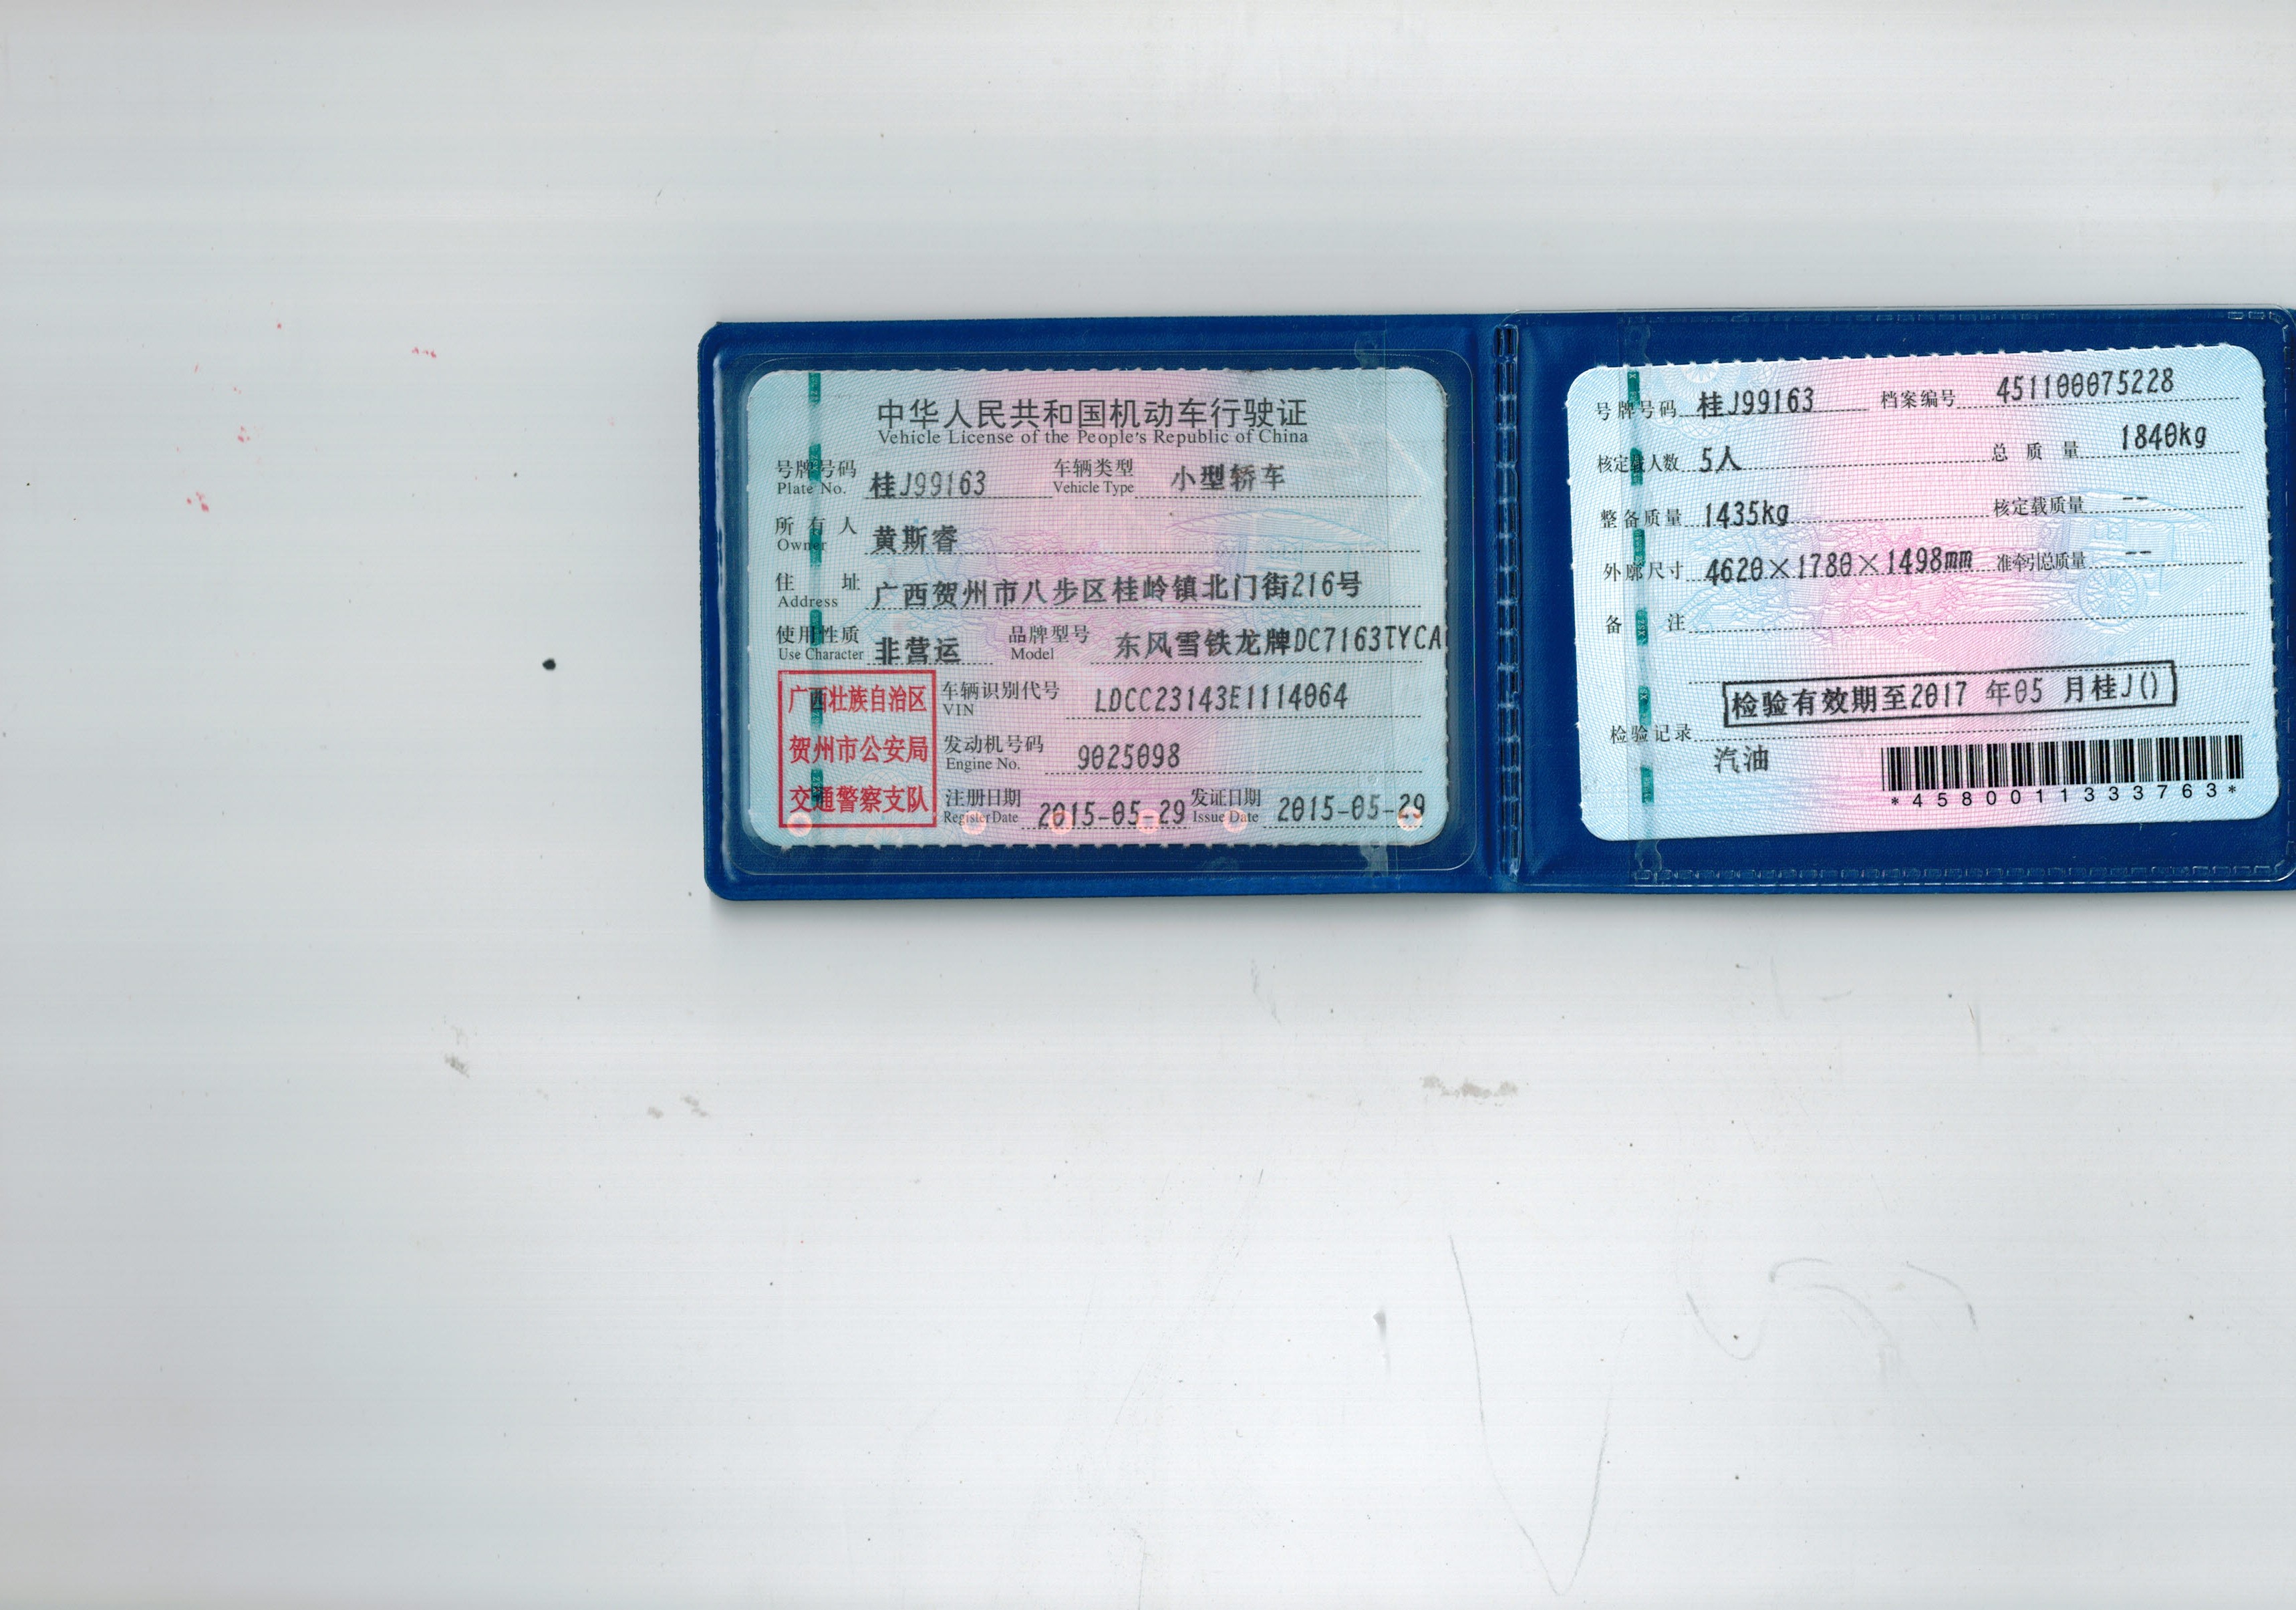 中华人民共和国机动车行驶证
Vehicle License of the People's Republic of China
号牌号码 Plate No. 桂J99163 车辆类型 Vehicle Type 小型轿车
所有人 Owner 黄斯睿
住址 Address 广西贺州市八步区桂岭镇北门街216号
使用性质 Use Character 非营运 品牌型号 Model 东风雪铁龙牌DC7163TYCA
广西壮族自治区
贺州市公安局
交通警察支队
车辆识别代号 VIN LDCC23143E1114064
发动机号码 Engine No. 9025098
注册日期 Register Date 2015-05-29 发证日期 Issue Date 2015-05-29
号牌号码 桂J99163 档案编号 451100075228
核定载人数 5人 总质量 1840kg
整备质量 1435kg 核定载质量 --
外廓尺寸 4620×1780×1498mm 准牵引总质量 --
备注
检验有效期至2017 年05 月桂J()
检验记录
汽油
*4580011333763*